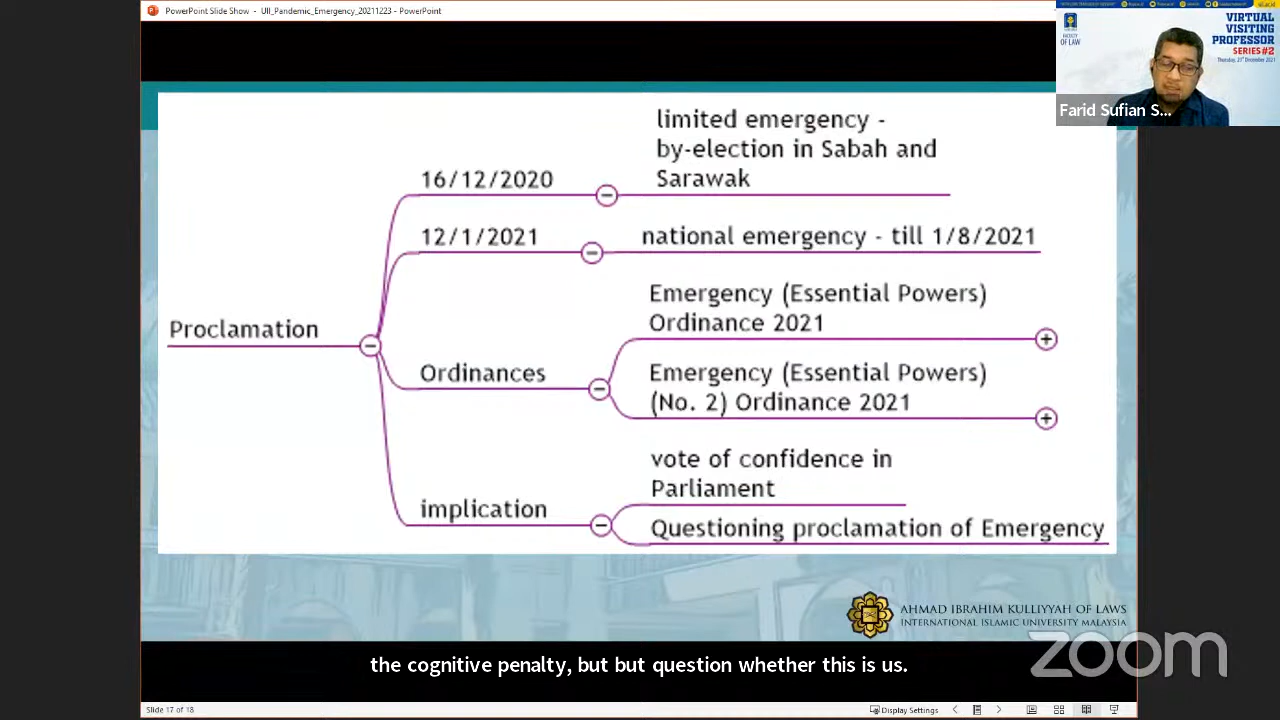 PowerPoint Slide Show - UII_Pandemic_Emergency_20211223 - PowerPoint
FACULTY
OF LAW
VIRTUAL
VISITING
PROFESSOR
SERIES #2
Farid Sufian S...
limited emergency -
by-election in Sabah and
Sarawak
16/12/2020
12/1/2021
national emergency - till 1/8/2021
Emergency (Essential Powers)
Ordinance 2021
Proclamation
Ordinances
Emergency (Essential Powers)
(No. 2) Ordinance 2021
vote of confidence in
Parliament
implication
Questioning proclamation of Emergency
AHMAD IBRAHIM KULLIYYAH OF LAWS
INTERNATIONAL ISLAMIC UNIVERSITY MALAYSIA
zoom
the cognitive penalty, but but question whether this is us.
Slide 17 of 18
Display Settings